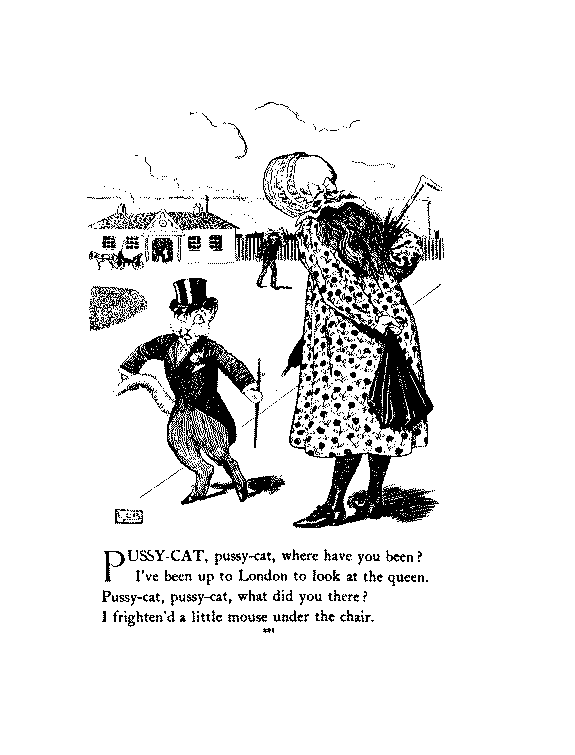 PUSSY-CAT, pussy-cat, where have you been?
I've been up to London to look at the queen.
Pussy-cat, pussy-cat, what did you there?
I frighten'd a little mouse under the chair.